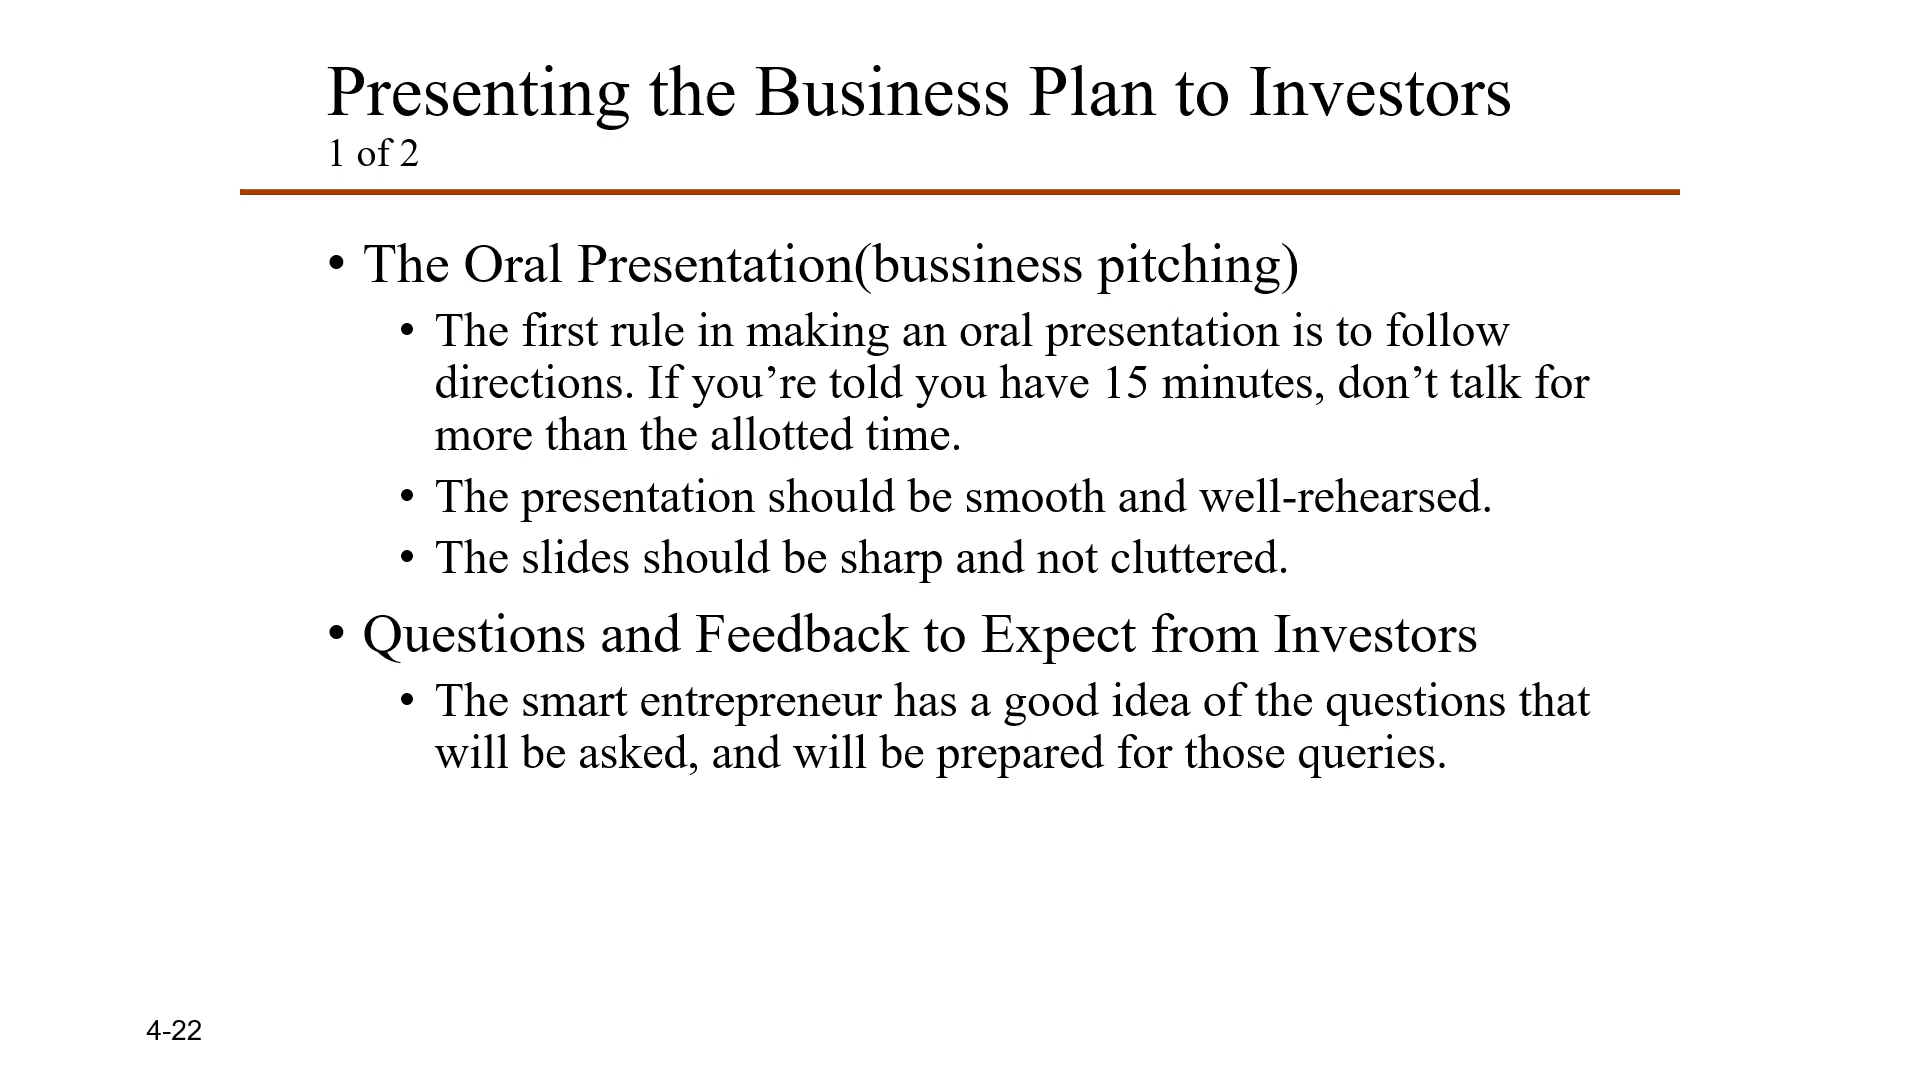 Presenting the Business Plan to Investors
1 of 2
• The Oral Presentation(bussiness pitching)
• The first rule in making an oral presentation is to follow
directions. If you’re told you have 15 minutes, don’t talk for
more than the allotted time.
• The presentation should be smooth and well-rehearsed.
• The slides should be sharp and not cluttered.
• Questions and Feedback to Expect from Investors
• The smart entrepreneur has a good idea of the questions that
will be asked, and will be prepared for those queries.
4-22